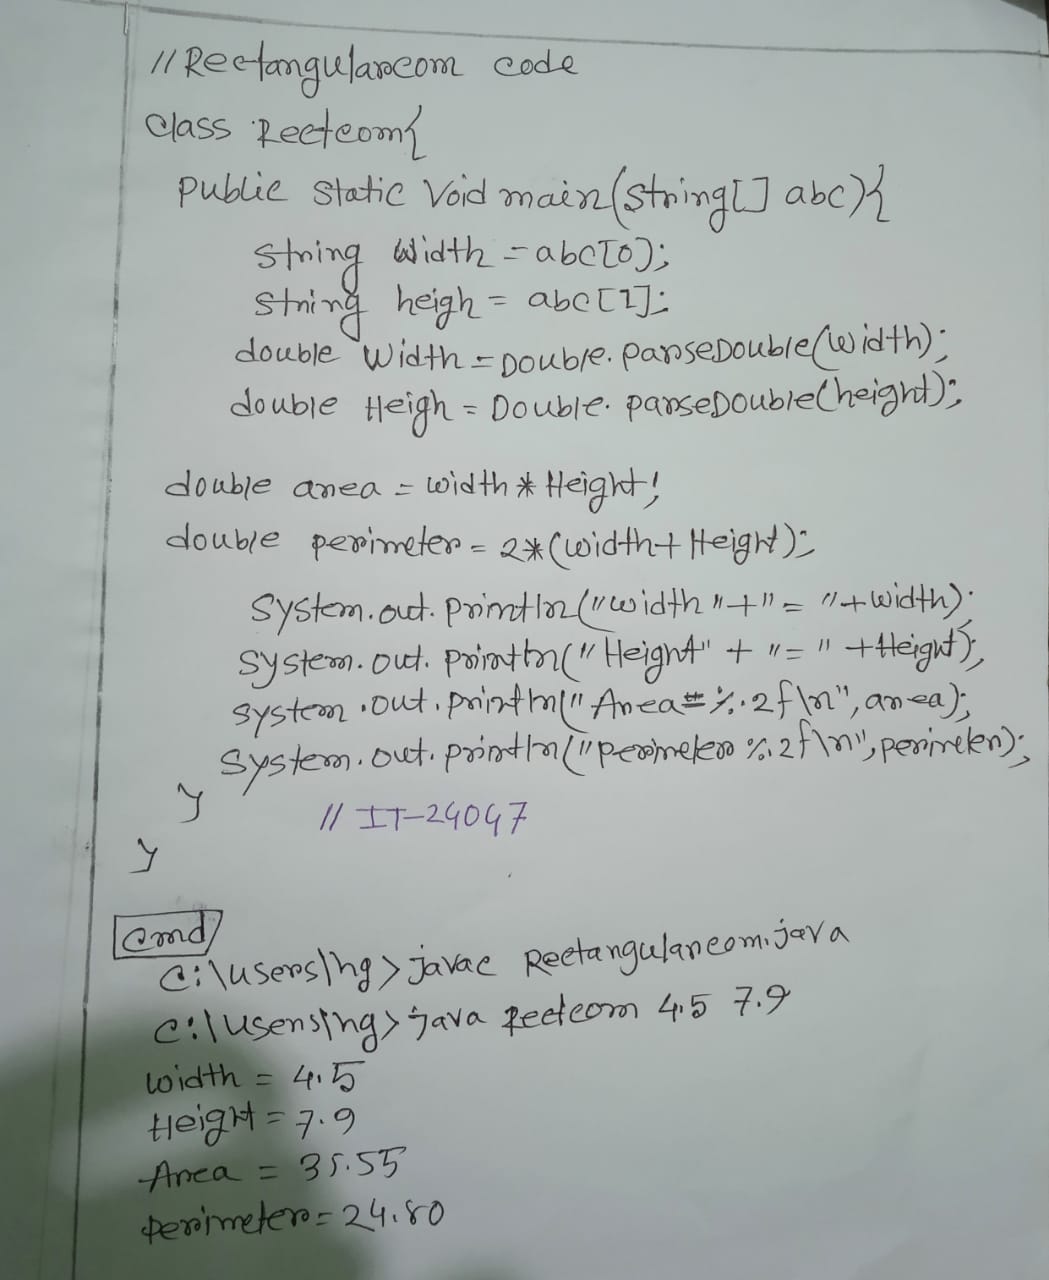 // Rectangularcom code
class Rectcom{
public static void main(String[] abc){
String width = abc[0];
String heigh = abc[1];
double Width = Double.parseDouble(width);
double Heigh = Double.parseDouble(height);
double area = width * Height;
double perimeter = 2*(width+Height);
System.out.println("width"+" = "+width);
System.out.println("Height" + "=" +Height);
System.out.println("Area=%.2f\n", area);
System.out.println("perimeter %.2f\n", perimeter);
}
// IT-24047
}
cmd
C:\users\hg>javac Rectangularcom.java
C:\users\hg>java Rectcom 4.5 7.9
width = 4.5
Height = 7.9
Area = 35.55
perimeter = 24.80